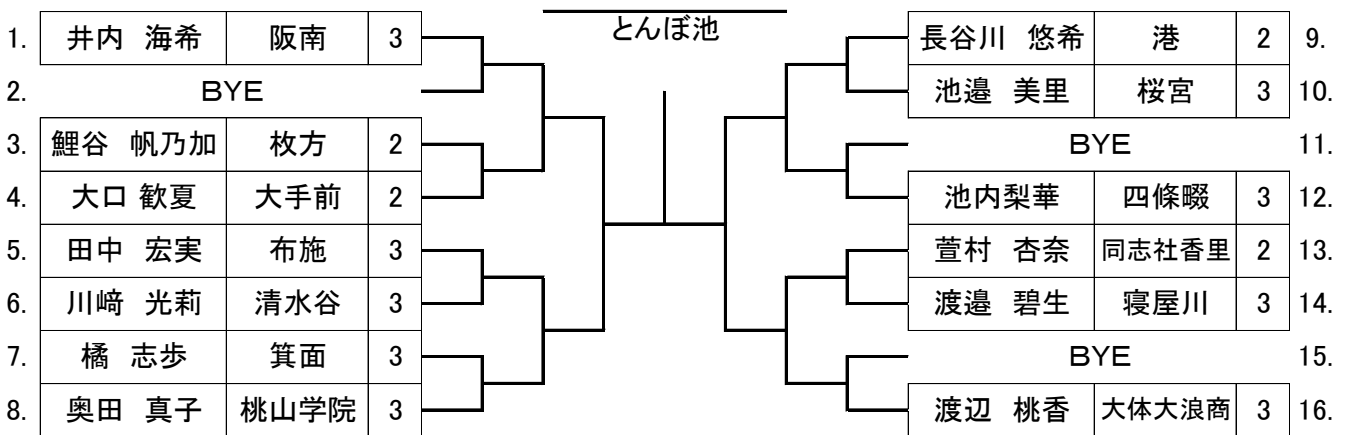 とんぼ池
1. 井内 海希 阪南 3
2. BYE
3. 鯉谷 帆乃加 枚方 2
4. 大口 歓夏 大手前 2
5. 田中 宏実 布施 3
6. 川﨑 光莉 清水谷 3
7. 橘 志歩 箕面 3
8. 奥田 真子 桃山学院 3
長谷川 悠希 港 2 9.
池邉 美里 桜宮 3 10.
BYE 11.
池内梨華 四條畷 3 12.
萱村 杏奈 同志社香里 2 13.
渡邉 碧生 寝屋川 3 14.
BYE 15.
渡辺 桃香 大体大浪商 3 16.